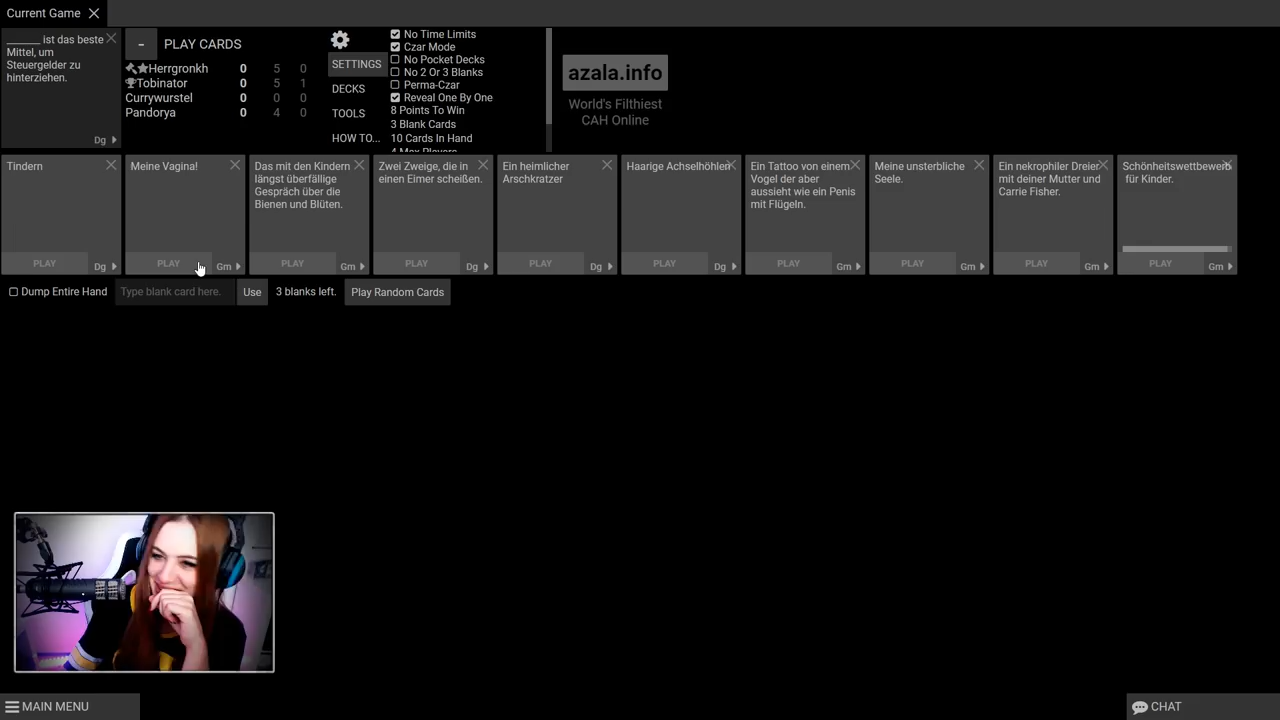 Current Game
_______ ist das beste
Mittel, um
Steuergelder zu
hinterziehen.
Dg
-
PLAY CARDS
Herrgronkh 0 5 0
Tobinator 0 5 1
Currywurstel 0 0 0
Pandorya 0 4 0
SETTINGS
DECKS
TOOLS
HOW TO...
No Time Limits
Czar Mode
No Pocket Decks
No 2 Or 3 Blanks
Perma-Czar
Reveal One By One
8 Points To Win
3 Blank Cards
10 Cards In Hand
4 Max Players
azala.info
World's Filthiest
CAH Online
Tindern
PLAY
Dg
Meine Vagina!
PLAY
Gm
Das mit den Kindern
längst überfällige
Gespräch über die
Bienen und Blüten.
PLAY
Gm
Zwei Zweige, die in
einen Eimer scheißen.
PLAY
Dg
Ein heimlicher
Arschkratzer
PLAY
Dg
Haarige Achselhöhlen
PLAY
Dg
Ein Tattoo von einem
Vogel der aber
aussieht wie ein Penis
mit Flügeln.
PLAY
Gm
Meine unsterbliche
Seele.
PLAY
Gm
Ein nekrophiler Dreier
mit deiner Mutter und
Carrie Fisher.
PLAY
Gm
Schönheitswettbewerb
für Kinder.
PLAY
Gm
Dump Entire Hand
Type blank card here.
Use
3 blanks left.
Play Random Cards
MAIN MENU
CHAT